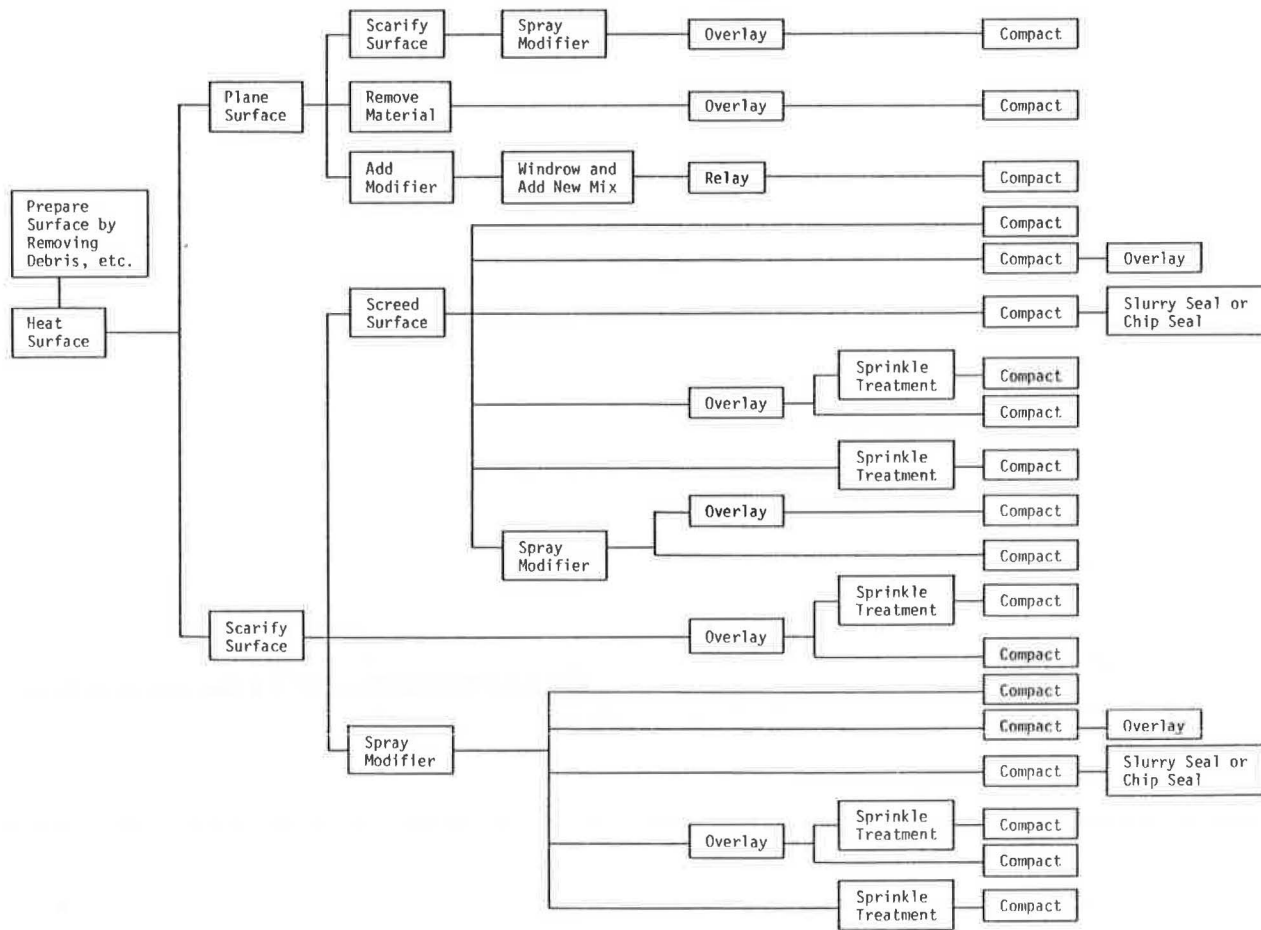 Prepare
Surface by
Removing
Debris, etc.
Heat
Surface
Plane
Surface
Scarify
Surface
Spray
Modifier
Overlay
Compact
Remove
Material
Overlay
Compact
Add
Modifier
Windrow and
Add New Mix
Relay
Compact
Scarify
Surface
Screed
Surface
Compact
Compact
Overlay
Compact
Slurry Seal or
Chip Seal
Overlay
Sprinkle
Treatment
Compact
Compact
Sprinkle
Treatment
Compact
Spray
Modifier
Overlay
Compact
Compact
Overlay
Sprinkle
Treatment
Compact
Compact
Spray
Modifier
Compact
Compact
Overlay
Compact
Slurry Seal or
Chip Seal
Overlay
Sprinkle
Treatment
Compact
Compact
Sprinkle
Treatment
Compact